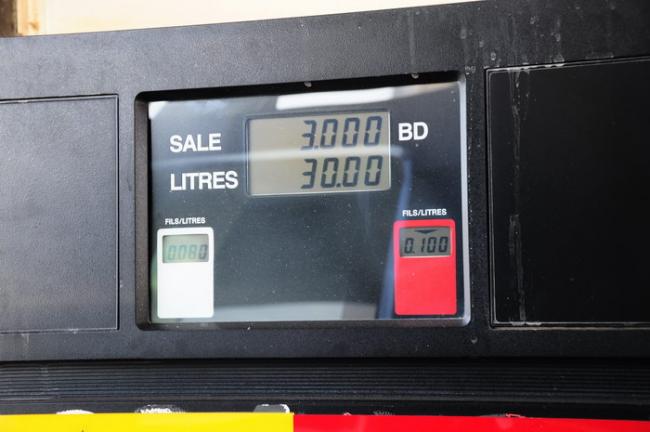 SALE 3.000 BD
LITRES 30.00
FILS/LITRES FILS/LITRES
0.080 0.100